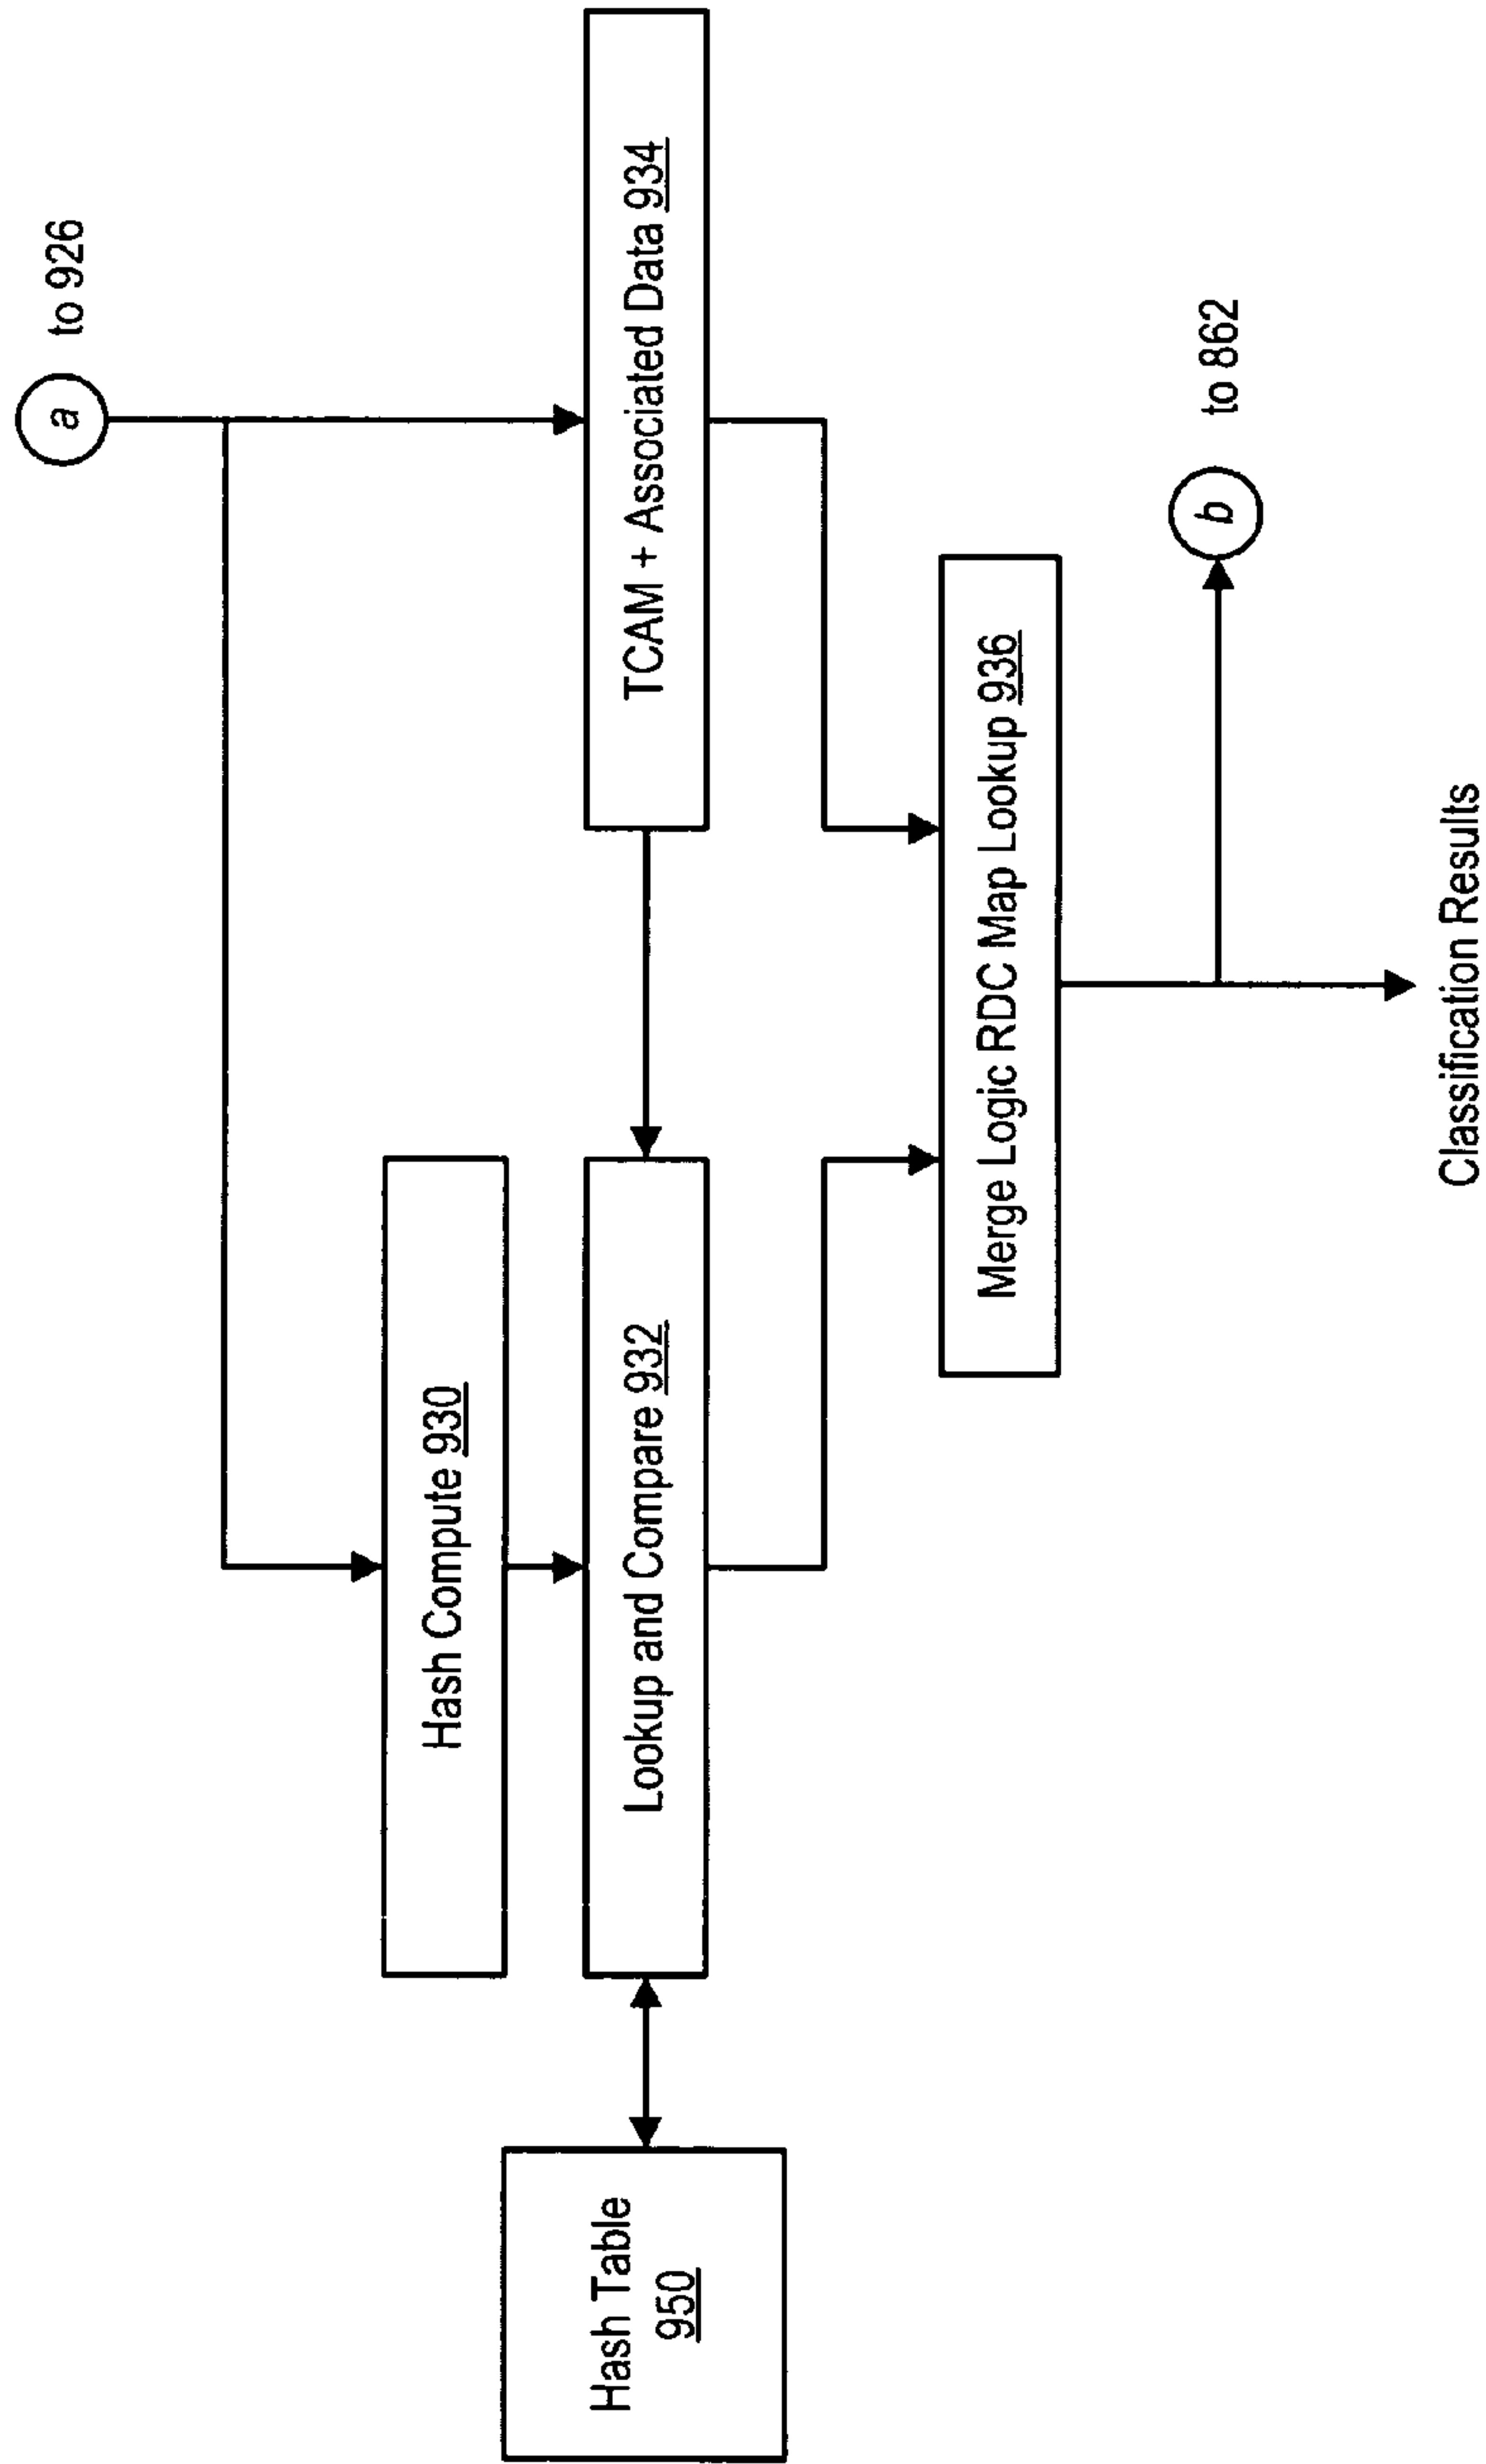 a
to 926
Hash Compute 930
Hash Table
950
Lookup and Compare 932
TCAM + Associated Data 934
Merge Logic RDC Map Lookup 936
b
to 862
Classification Results